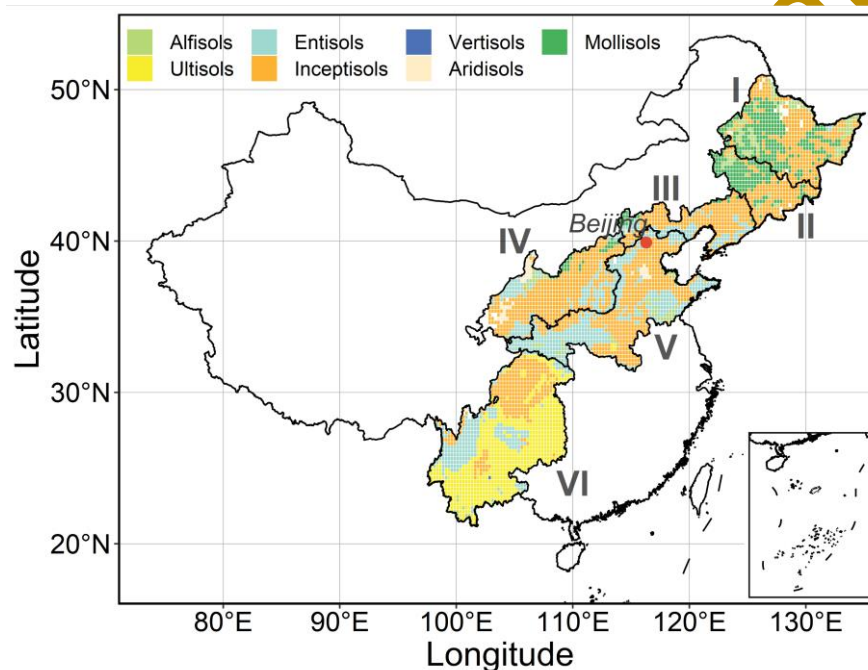 Alfisols Entisols Vertisols Mollisols
Ultisols Inceptisols Aridisols
50°N
I
III
Beijing
II
40°N
IV
Latitude
V
30°N
VI
20°N
80°E 90°E 100°E 110°E 120°E 130°E
Longitude